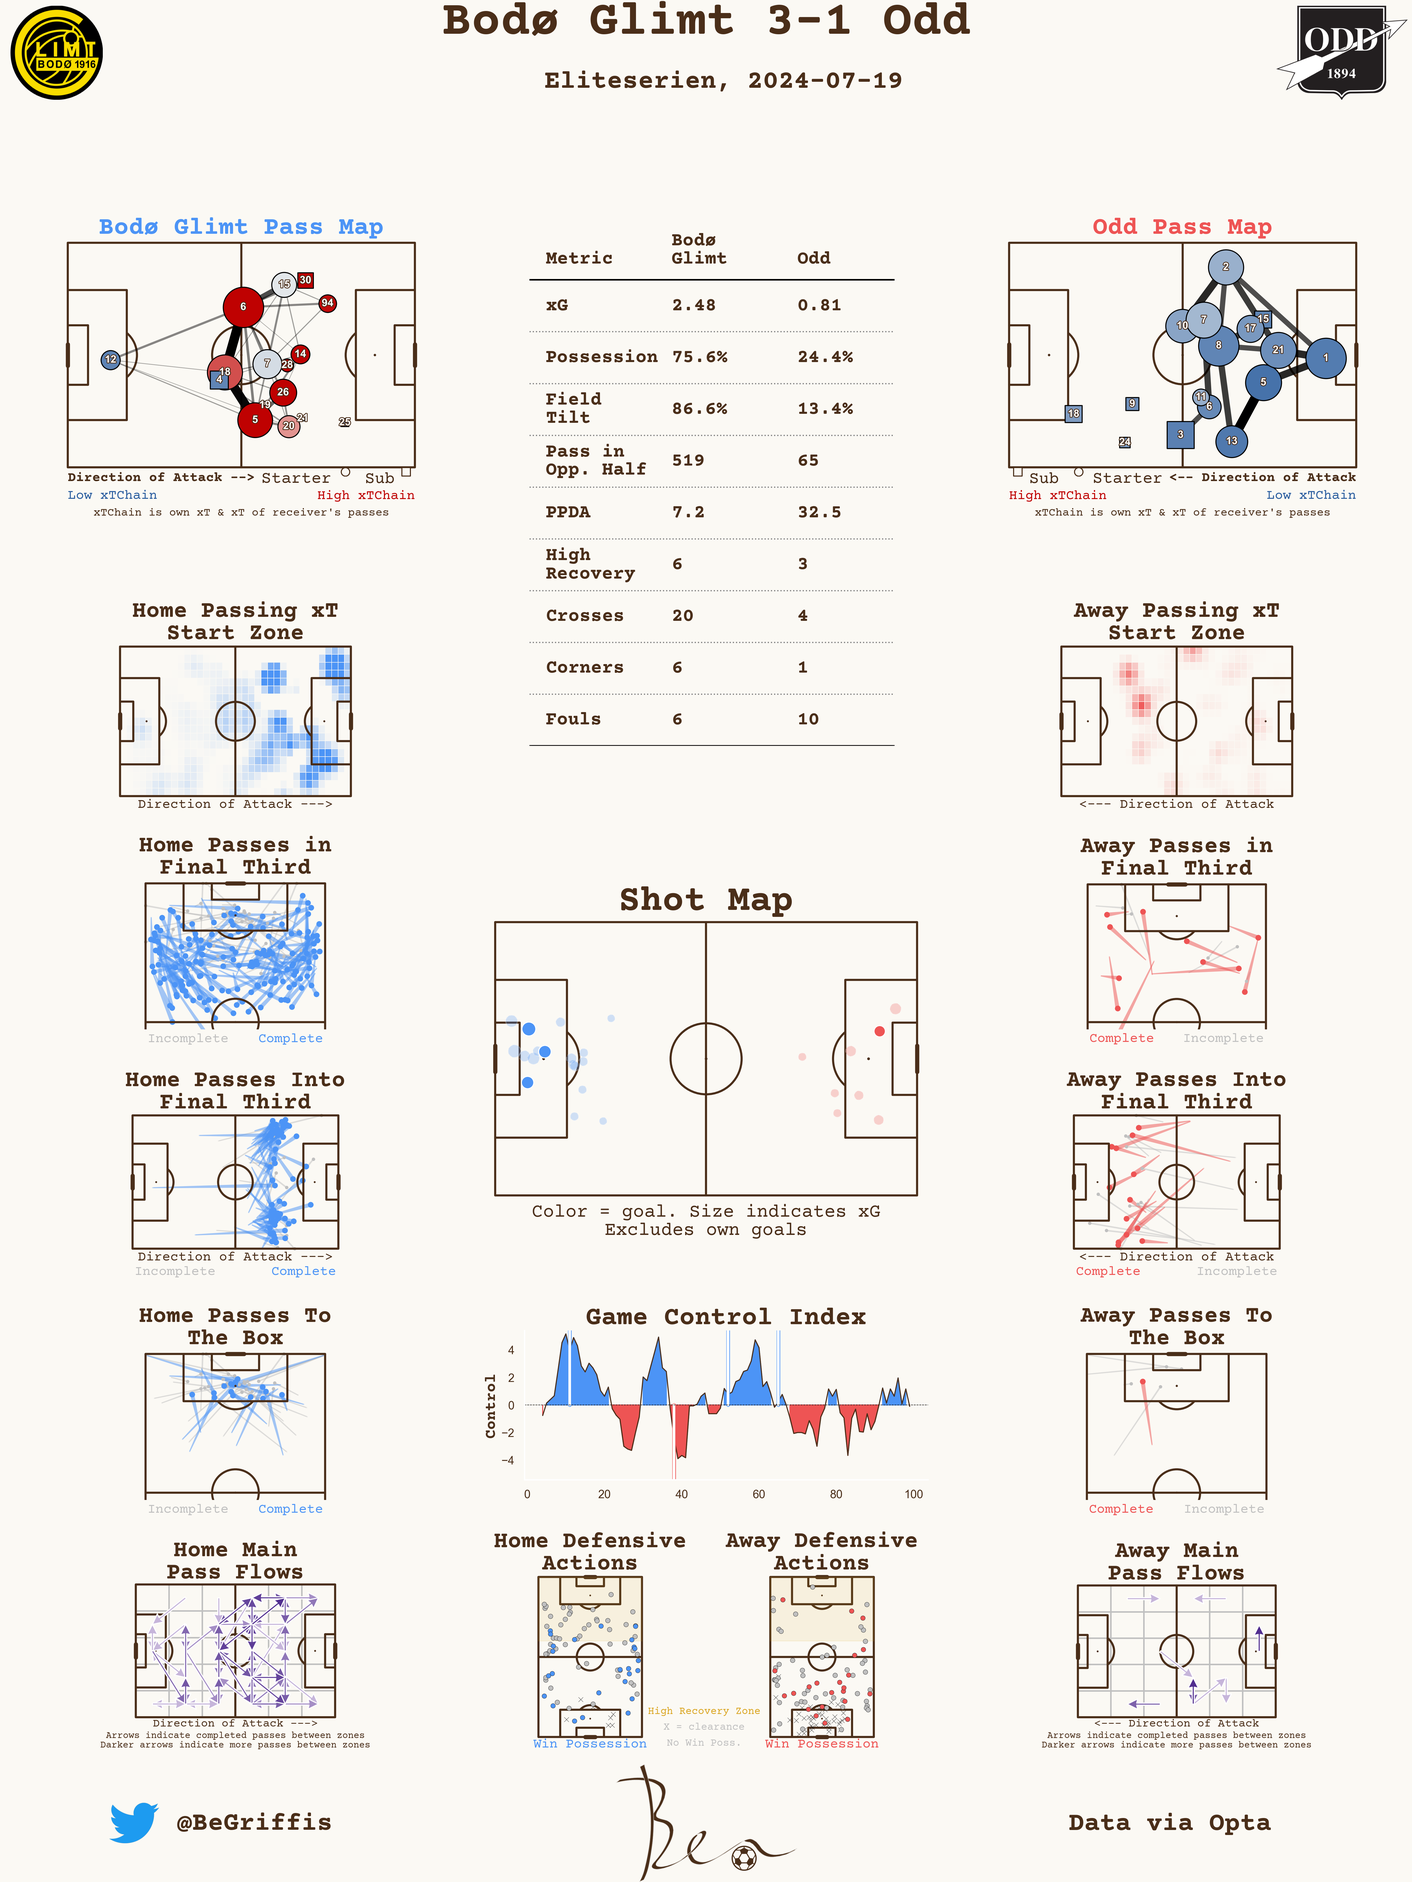 Bodø Glimt 3-1 Odd
Eliteserien, 2024-07-19
LIMT
BODØ 1916
ODD
1894
Bodø Glimt Pass Map
12
6
15
30
94
18
4
7
28
14
26
19
5
20
21
25
Direction of Attack --> Starter Sub
Low xTChain High xTChain
xTChain is own xT & xT of receiver's passes
Metric Bodø Glimt Odd
xG 2.48 0.81
Possession 75.6% 24.4%
Field Tilt 86.6% 13.4%
Pass in Opp. Half 519 65
PPDA 7.2 32.5
High Recovery 6 3
Crosses 20 4
Corners 6 1
Fouls 6 10
Odd Pass Map
2
10
7
15
17
8
21
1
5
11
6
9
18
3
24
13
Sub Starter <-- Direction of Attack
High xTChain Low xTChain
xTChain is own xT & xT of receiver's passes
Home Passing xT
Start Zone
Direction of Attack --->
Away Passing xT
Start Zone
<--- Direction of Attack
Home Passes in
Final Third
Incomplete Complete
Away Passes in
Final Third
Complete Incomplete
Shot Map
Color = goal. Size indicates xG
Excludes own goals
Home Passes Into
Final Third
Direction of Attack --->
Incomplete Complete
Away Passes Into
Final Third
<--- Direction of Attack
Complete Incomplete
Home Passes To
The Box
Incomplete Complete
Game Control Index
Control
4
2
0
−2
−4
0 20 40 60 80 100
Away Passes To
The Box
Complete Incomplete
Home Main
Pass Flows
Direction of Attack --->
Arrows indicate completed passes between zones
Darker arrows indicate more passes between zones
Home Defensive
Actions
Win Possession
High Recovery Zone
X = clearance
No Win Poss.
Away Defensive
Actions
Win Possession
Away Main
Pass Flows
<--- Direction of Attack
Arrows indicate completed passes between zones
Darker arrows indicate more passes between zones
@BeGriffis
Ben
Data via Opta